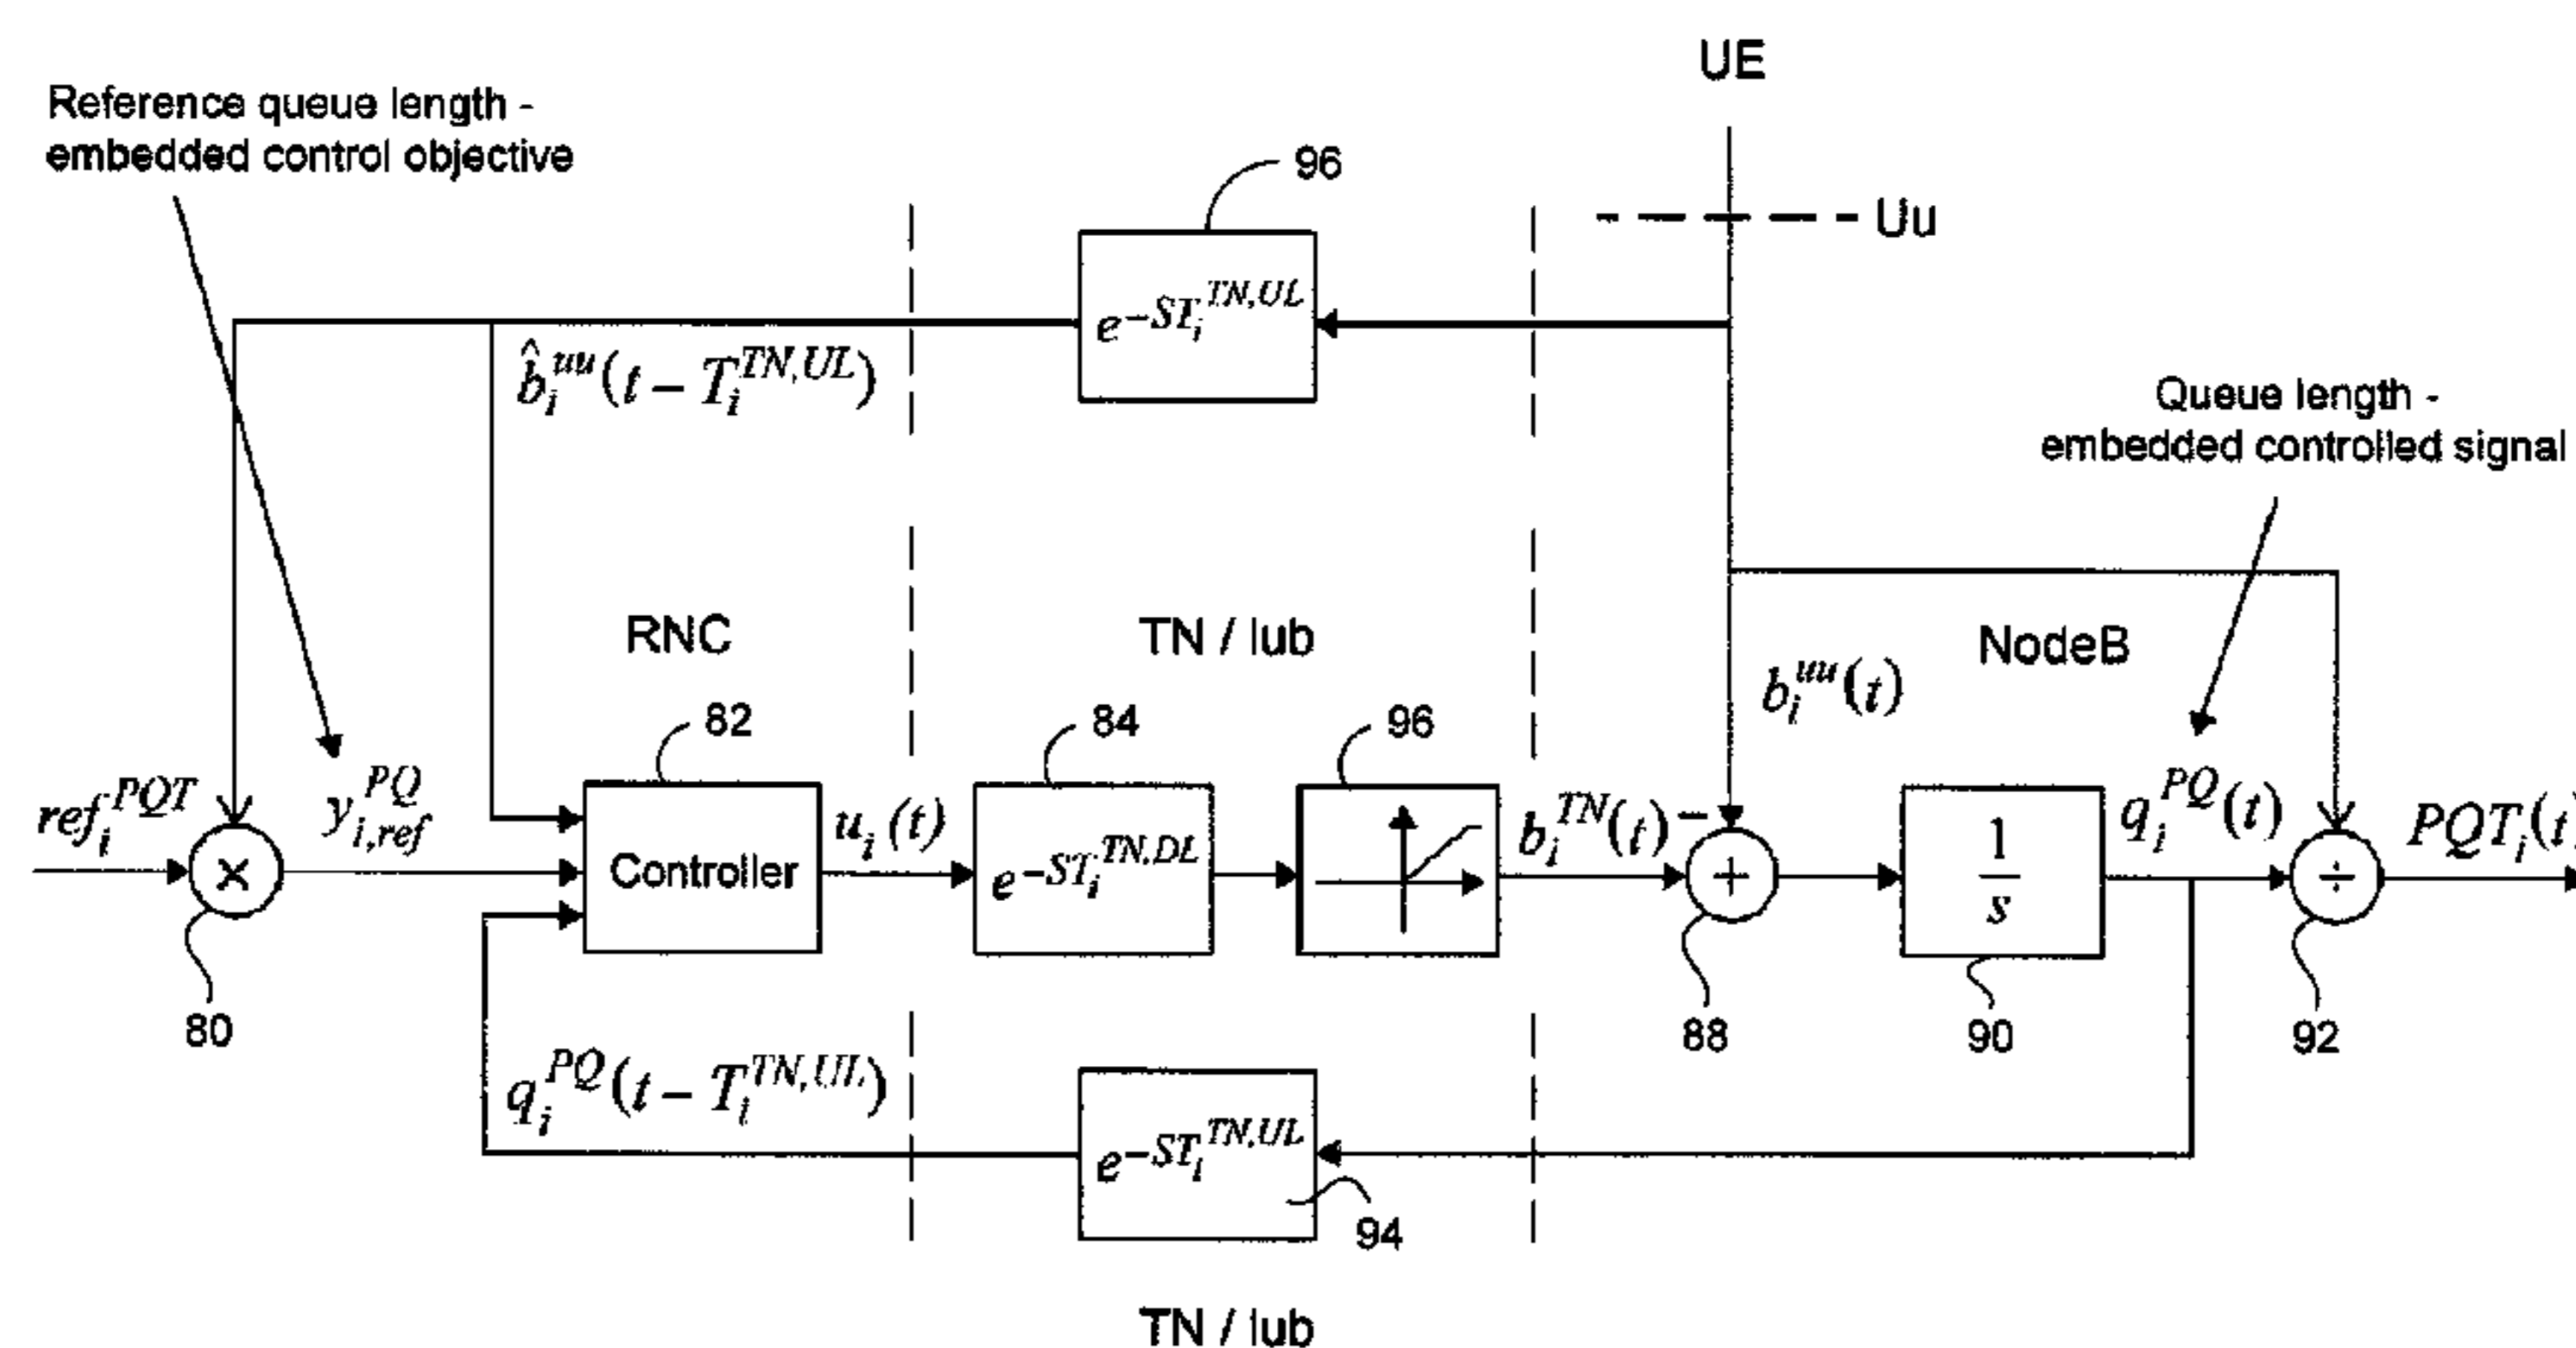 UE
Reference queue length -
embedded control objective
96
Uu
e^{-ST_i^{TN,UL}}
\hat{b}_i^{uu}(t - T_i^{TN,UL})
Queue length -
embedded controlled signal
RNC
TN / Iub
NodeB
b_i^{uu}(t)
82
84
96
ref_i^{PQT}
y_{i,ref}^{PQ}
×
Controller
u_i(t)
e^{-ST_i^{TN,DL}}
b_i^{TN}(t)
−
+
1
s
q_i^{PQ}(t)
÷
PQT_i(t)
80
88
90
92
q_i^{PQ}(t - T_i^{TN,UL})
e^{-ST_i^{TN,UL}}
94
TN / Iub